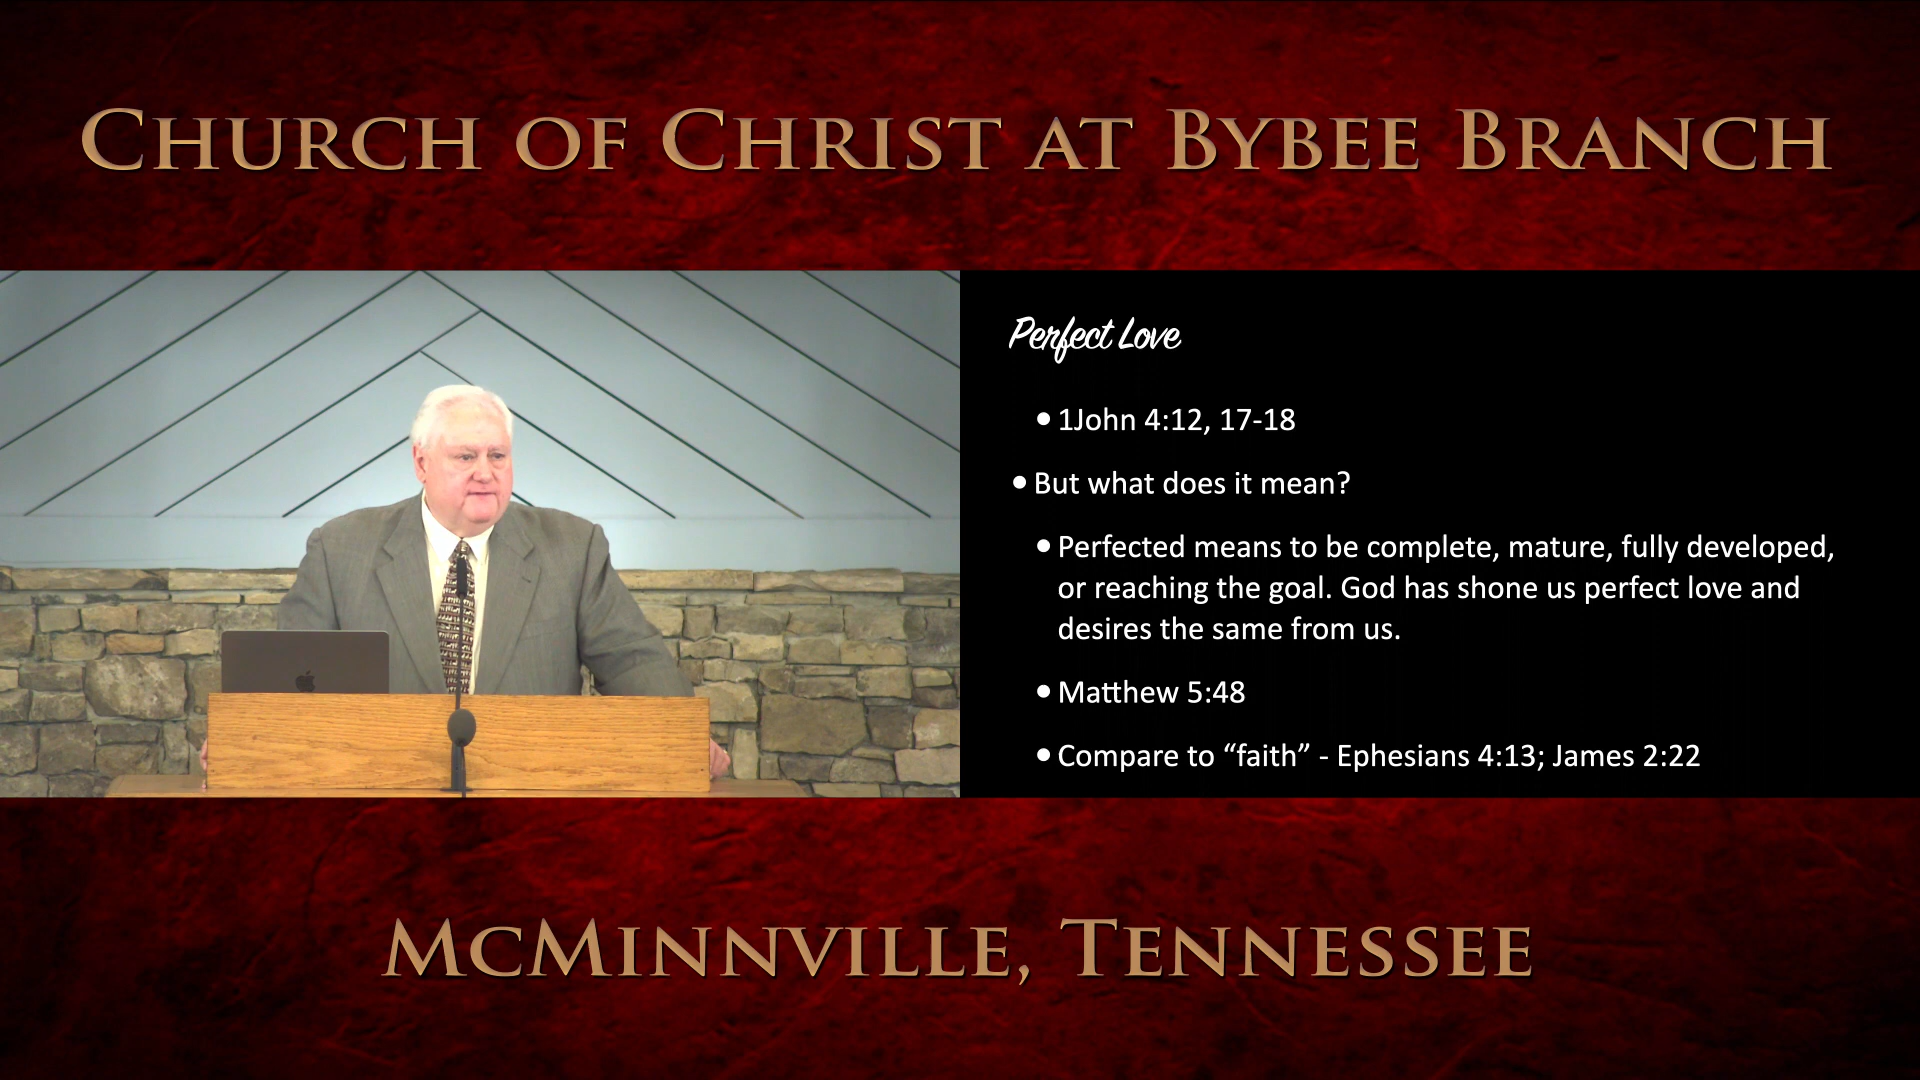 CHURCH OF CHRIST AT BYBEE BRANCH
Perfect Love
• 1John 4:12, 17-18
• But what does it mean?
• Perfected means to be complete, mature, fully developed,
or reaching the goal. God has shone us perfect love and
desires the same from us.
• Matthew 5:48
• Compare to “faith” - Ephesians 4:13; James 2:22
MCMINNVILLE, TENNESSEE